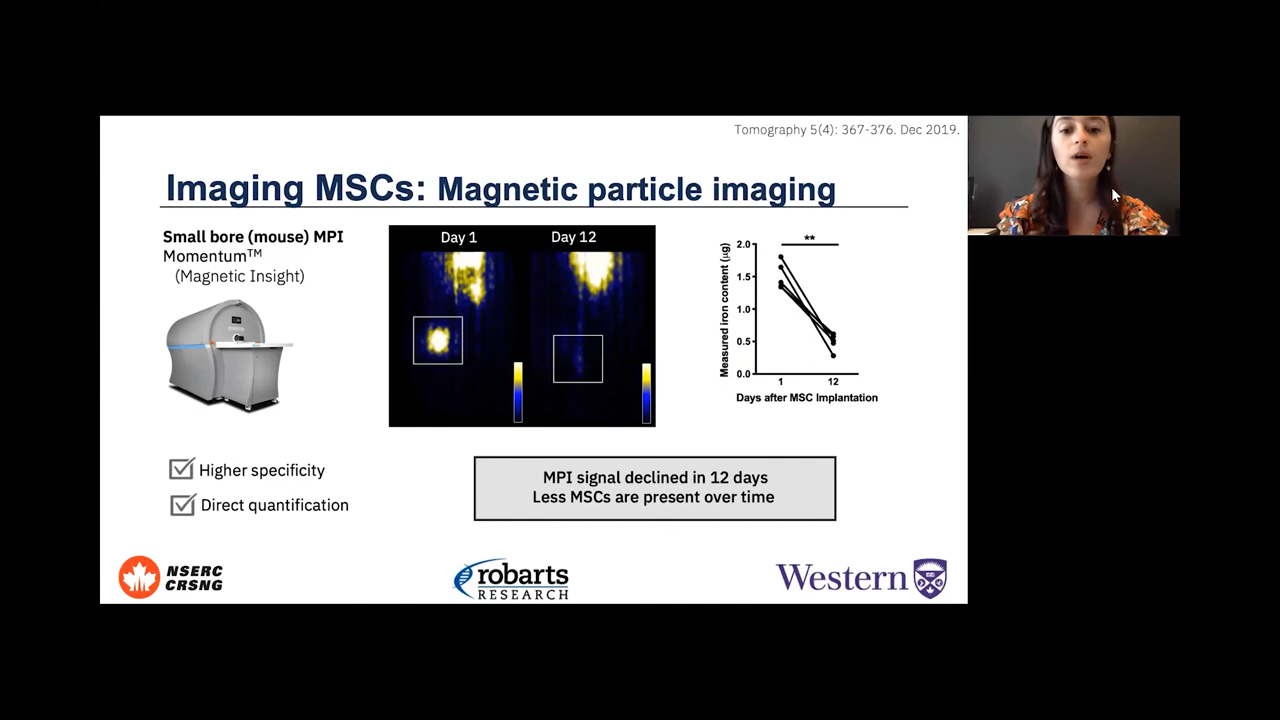 Tomography 5(4): 367-376. Dec 2019.
Imaging MSCs: Magnetic particle imaging
Small bore (mouse) MPI
Momentum™
(Magnetic Insight)
Day 1
Day 12
**
2.0
1.5
1.0
0.5
0.0
Measured iron content (µg)
1
12
Days after MSC Implantation
Higher specificity
Direct quantification
MPI signal declined in 12 days
Less MSCs are present over time
NSERC
CRSNG
robarts
RESEARCH
Western